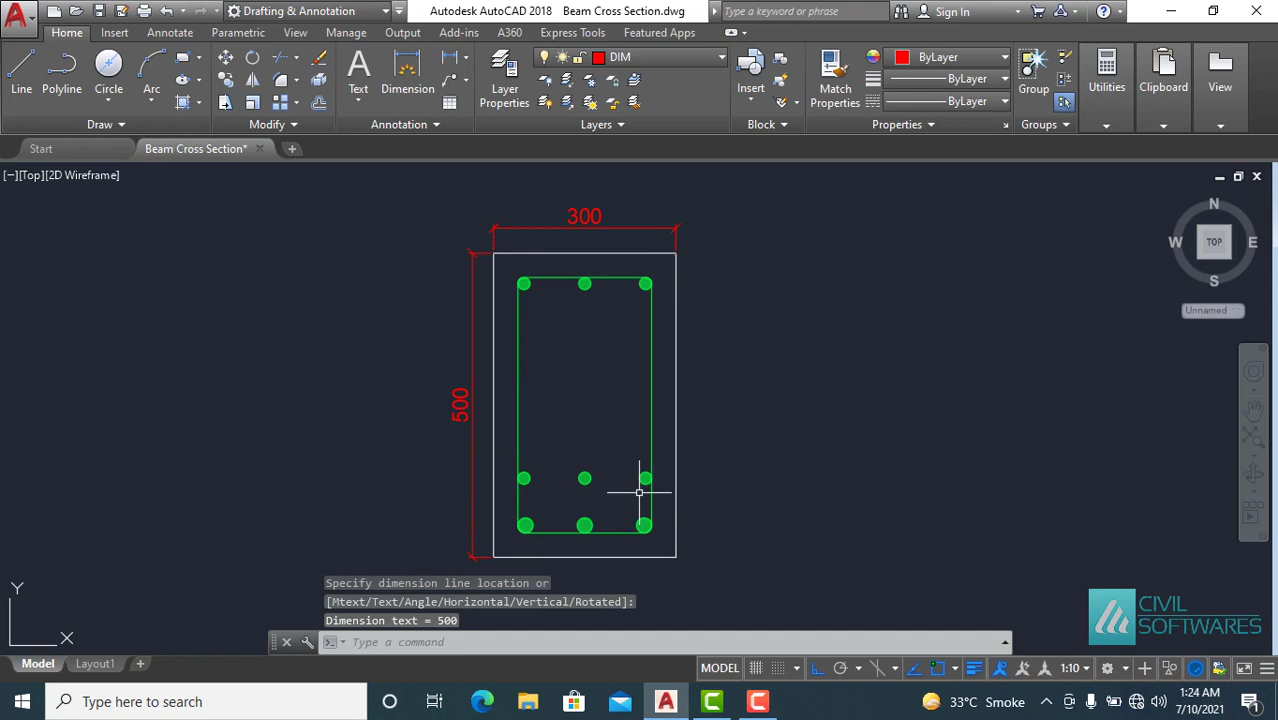 Drafting & Annotation
Autodesk AutoCAD 2018 Beam Cross Section.dwg
Type a keyword or phrase
Sign In
Home Insert Annotate Parametric View Manage Output Add-ins A360 Express Tools Featured Apps
Line
Polyline
Circle
Arc
Text
Dimension
Layer
Properties
DIM
Insert
Match
Properties
ByLayer
ByLayer
ByLayer
Group
Utilities
Clipboard
View
Draw
Modify
Annotation
Layers
Block
Properties
Groups
Start
Beam Cross Section*
[−][Top][2D Wireframe]
N
W
TOP
E
S
Unnamed
300
500
Y
X
Specify dimension line location or
[Mtext/Text/Angle/Horizontal/Vertical/Rotated]:
Dimension text = 500
Type a command
CIVIL
SOFTWARES
Model
Layout1
MODEL
1:10
Type here to search
33°C Smoke
1:24 AM
7/10/2021